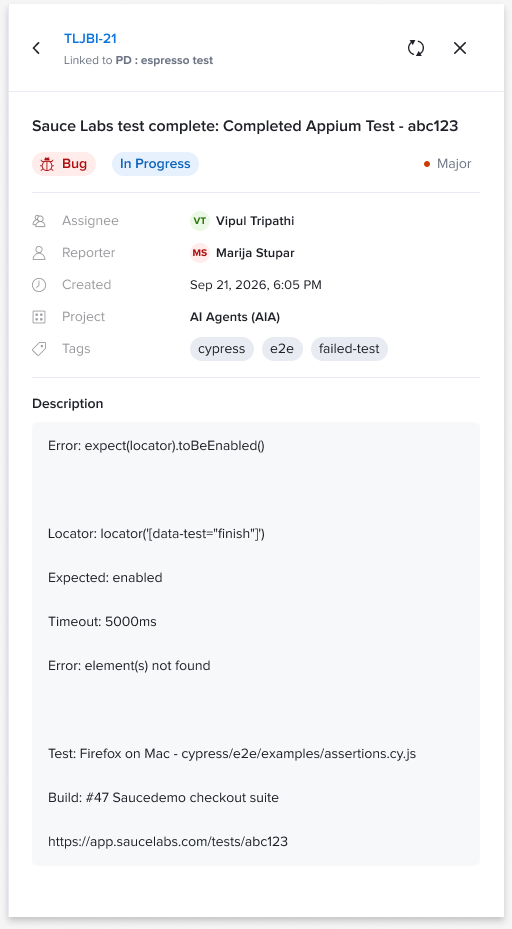 TLJBI-21
Linked to PD : espresso test
Sauce Labs test complete: Completed Appium Test - abc123
Bug
In Progress
Major
Assignee
VT Vipul Tripathi
Reporter
MS Marija Stupar
Created
Sep 21, 2026, 6:05 PM
Project
AI Agents (AIA)
Tags
cypress
e2e
failed-test
Description
Error: expect(locator).toBeEnabled()
Locator: locator('[data-test="finish"]')
Expected: enabled
Timeout: 5000ms
Error: element(s) not found
Test: Firefox on Mac - cypress/e2e/examples/assertions.cy.js
Build: #47 Saucedemo checkout suite
https://app.saucelabs.com/tests/abc123